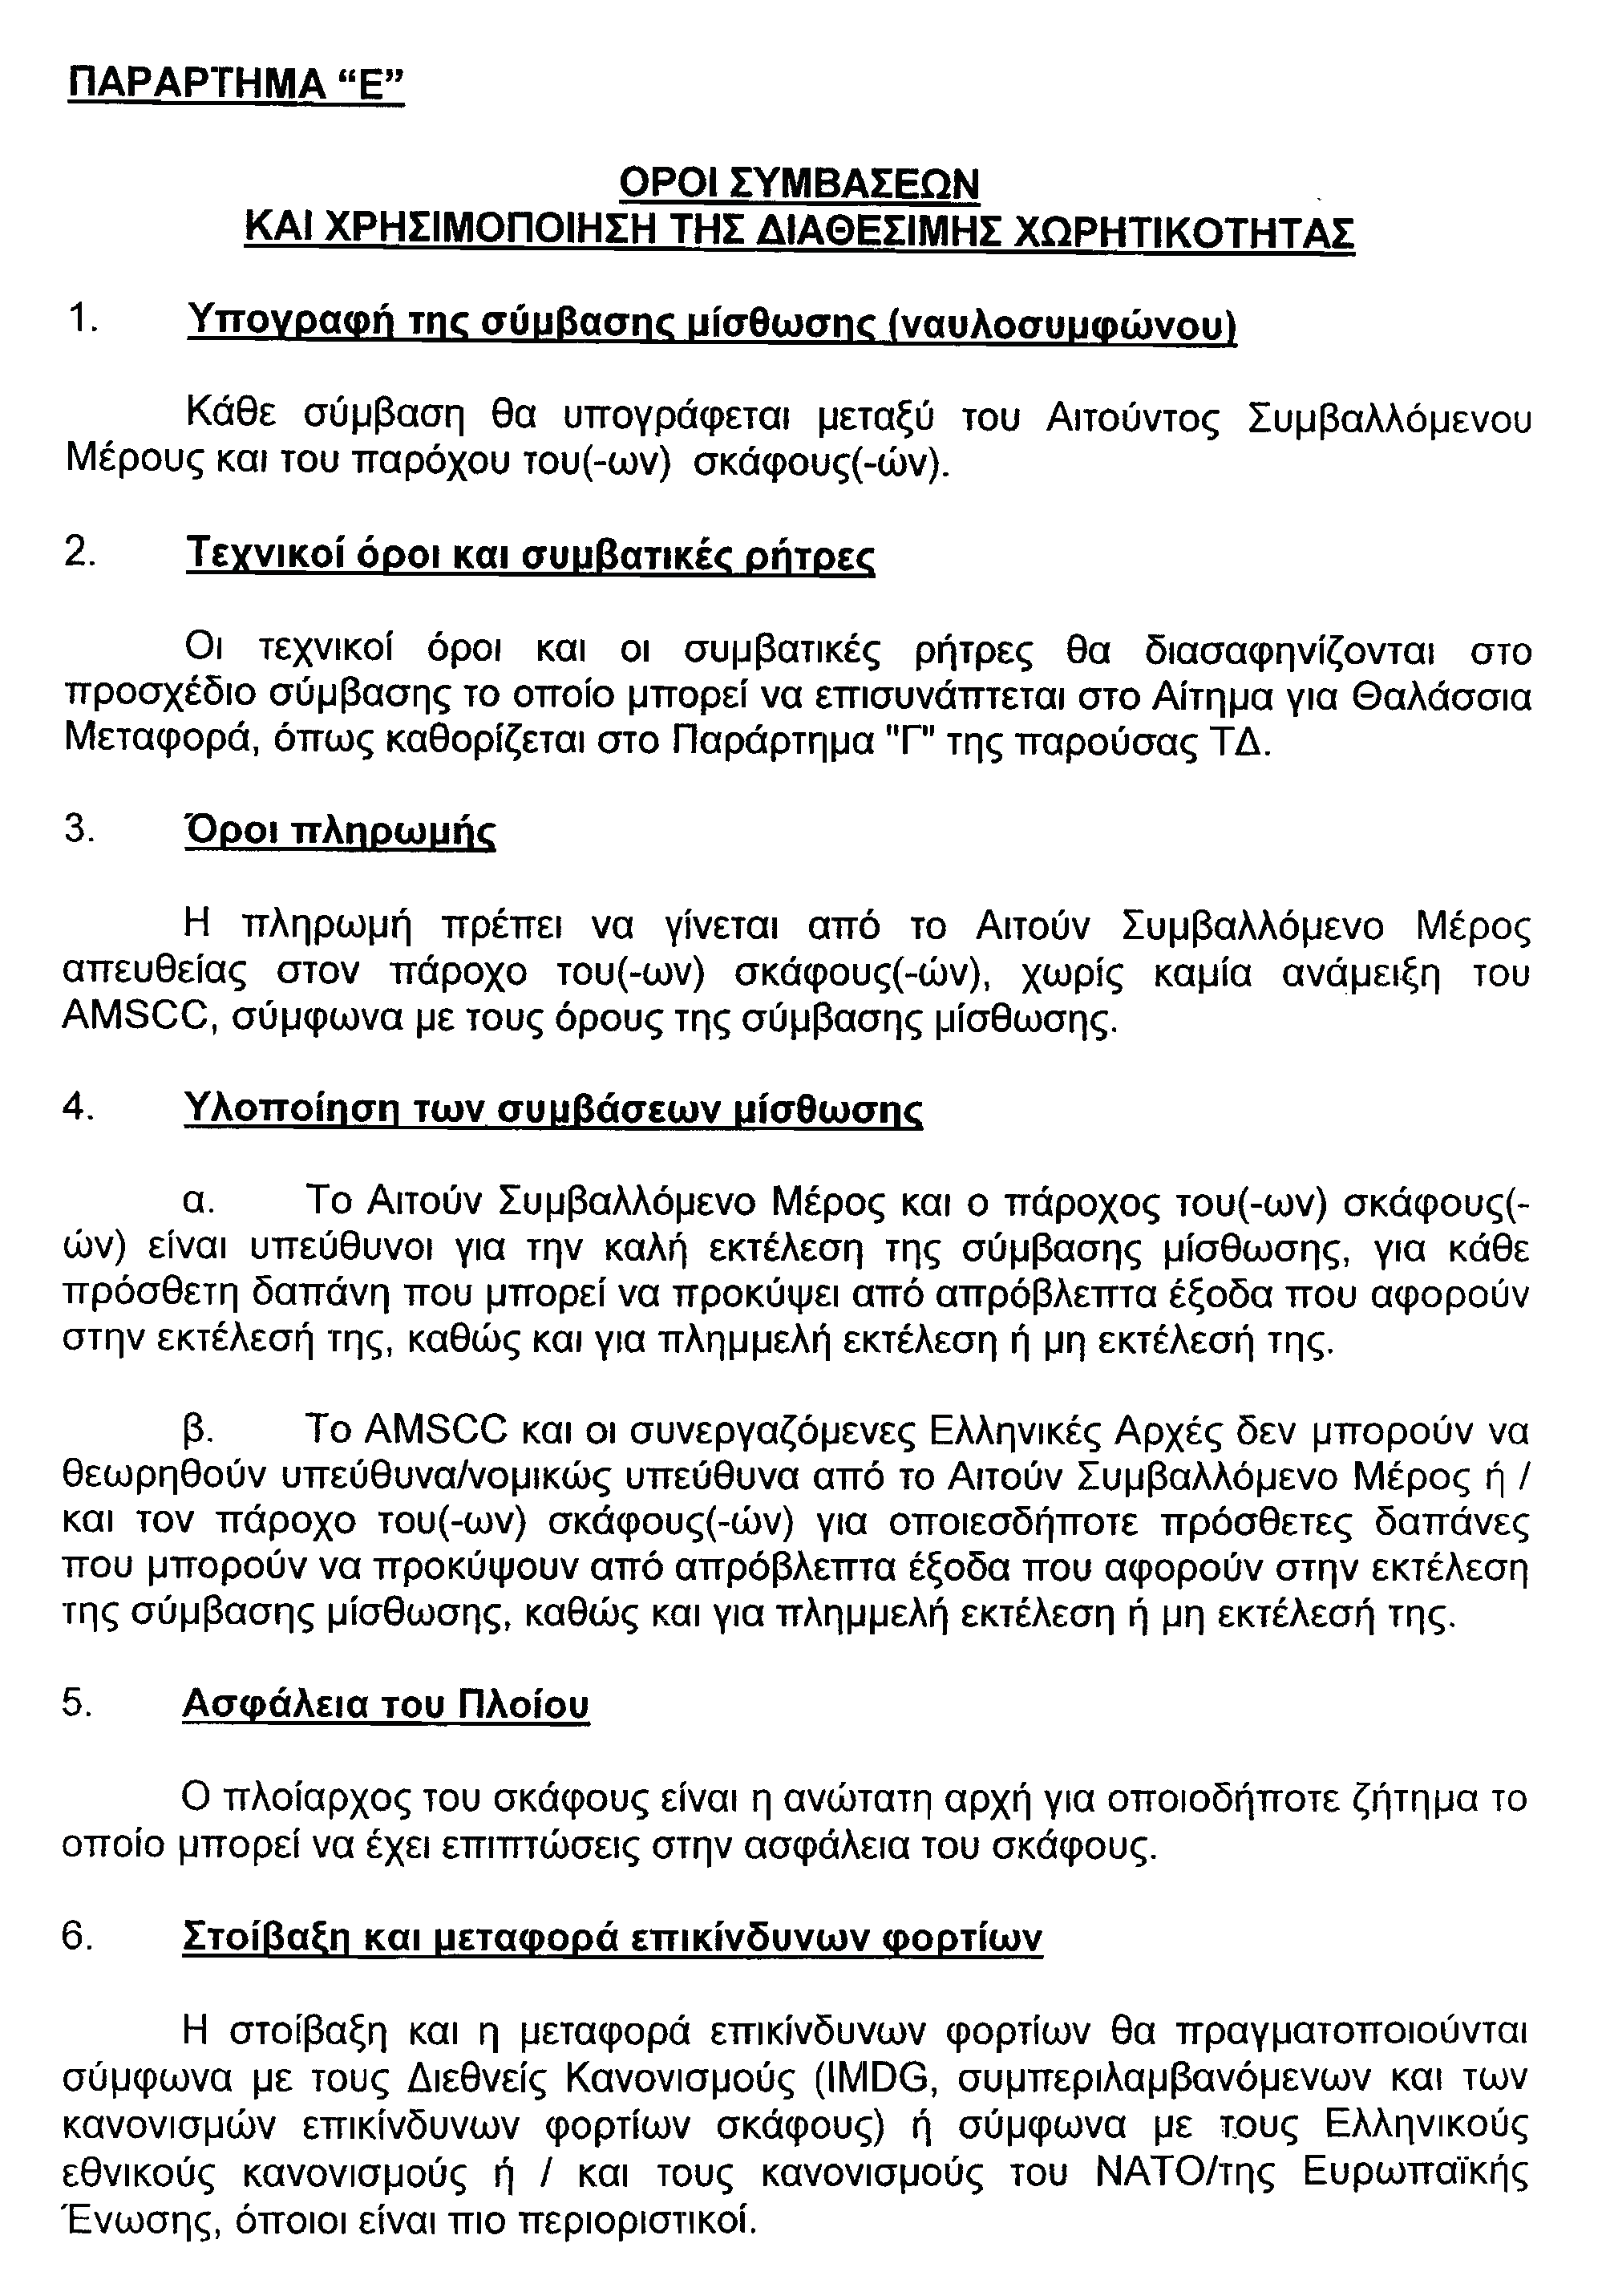 ΠΑΡΑΡΤΗΜΑ “Ε”
ΟΡΟΙ ΣΥΜΒΑΣΕΩΝ
ΚΑΙ ΧΡΗΣΙΜΟΠΟΙΗΣΗ ΤΗΣ ΔΙΑΘΕΣΙΜΗΣ ΧΩΡΗΤΙΚΟΤΗΤΑΣ
1. Υπογραφή της σύμβασης μίσθωσης (ναυλοσυμφώνου)
Κάθε σύμβαση θα υπογράφεται μεταξύ του Αιτούντος Συμβαλλόμενου
Μέρους και του παρόχου του(-ων) σκάφους(-ών).
2. Τεχνικοί όροι και συμβατικές ρήτρες
Οι τεχνικοί όροι και οι συμβατικές ρήτρες θα διασαφηνίζονται στο
προσχέδιο σύμβασης το οποίο μπορεί να επισυνάπτεται στο Αίτημα για Θαλάσσια
Μεταφορά, όπως καθορίζεται στο Παράρτημα "Γ" της παρούσας ΤΔ.
3. Όροι πληρωμής
Η πληρωμή πρέπει να γίνεται από το Αιτούν Συμβαλλόμενο Μέρος
απευθείας στον πάροχο του(-ων) σκάφους(-ών), χωρίς καμία ανάμειξη του
AMSCC, σύμφωνα με τους όρους της σύμβασης μίσθωσης.
4. Υλοποίηση των συμβάσεων μίσθωσης
α. Το Αιτούν Συμβαλλόμενο Μέρος και ο πάροχος του(-ων) σκάφους(-
ών) είναι υπεύθυνοι για την καλή εκτέλεση της σύμβασης μίσθωσης, για κάθε
πρόσθετη δαπάνη που μπορεί να προκύψει από απρόβλεπτα έξοδα που αφορούν
στην εκτέλεσή της, καθώς και για πλημμελή εκτέλεση ή μη εκτέλεσή της.
β. Το AMSCC και οι συνεργαζόμενες Ελληνικές Αρχές δεν μπορούν να
θεωρηθούν υπεύθυνα/νομικώς υπεύθυνα από το Αιτούν Συμβαλλόμενο Μέρος ή /
και τον πάροχο του(-ων) σκάφους(-ών) για οποιεσδήποτε πρόσθετες δαπάνες
που μπορούν να προκύψουν από απρόβλεπτα έξοδα που αφορούν στην εκτέλεση
της σύμβασης μίσθωσης, καθώς και για πλημμελή εκτέλεση ή μη εκτέλεσή της.
5. Ασφάλεια του Πλοίου
Ο πλοίαρχος του σκάφους είναι η ανώτατη αρχή για οποιοδήποτε ζήτημα το
οποίο μπορεί να έχει επιπτώσεις στην ασφάλεια του σκάφους.
6. Στοίβαξη και μεταφορά επικίνδυνων φορτίων
Η στοίβαξη και η μεταφορά επικίνδυνων φορτίων θα πραγματοποιούνται
σύμφωνα με τους Διεθνείς Κανονισμούς (IMDG, συμπεριλαμβανόμενων και των
κανονισμών επικίνδυνων φορτίων σκάφους) ή σύμφωνα με τους Ελληνικούς
εθνικούς κανονισμούς ή / και τους κανονισμούς του ΝΑΤΟ/της Ευρωπαϊκής
Ένωσης, όποιοι είναι πιο περιοριστικοί.